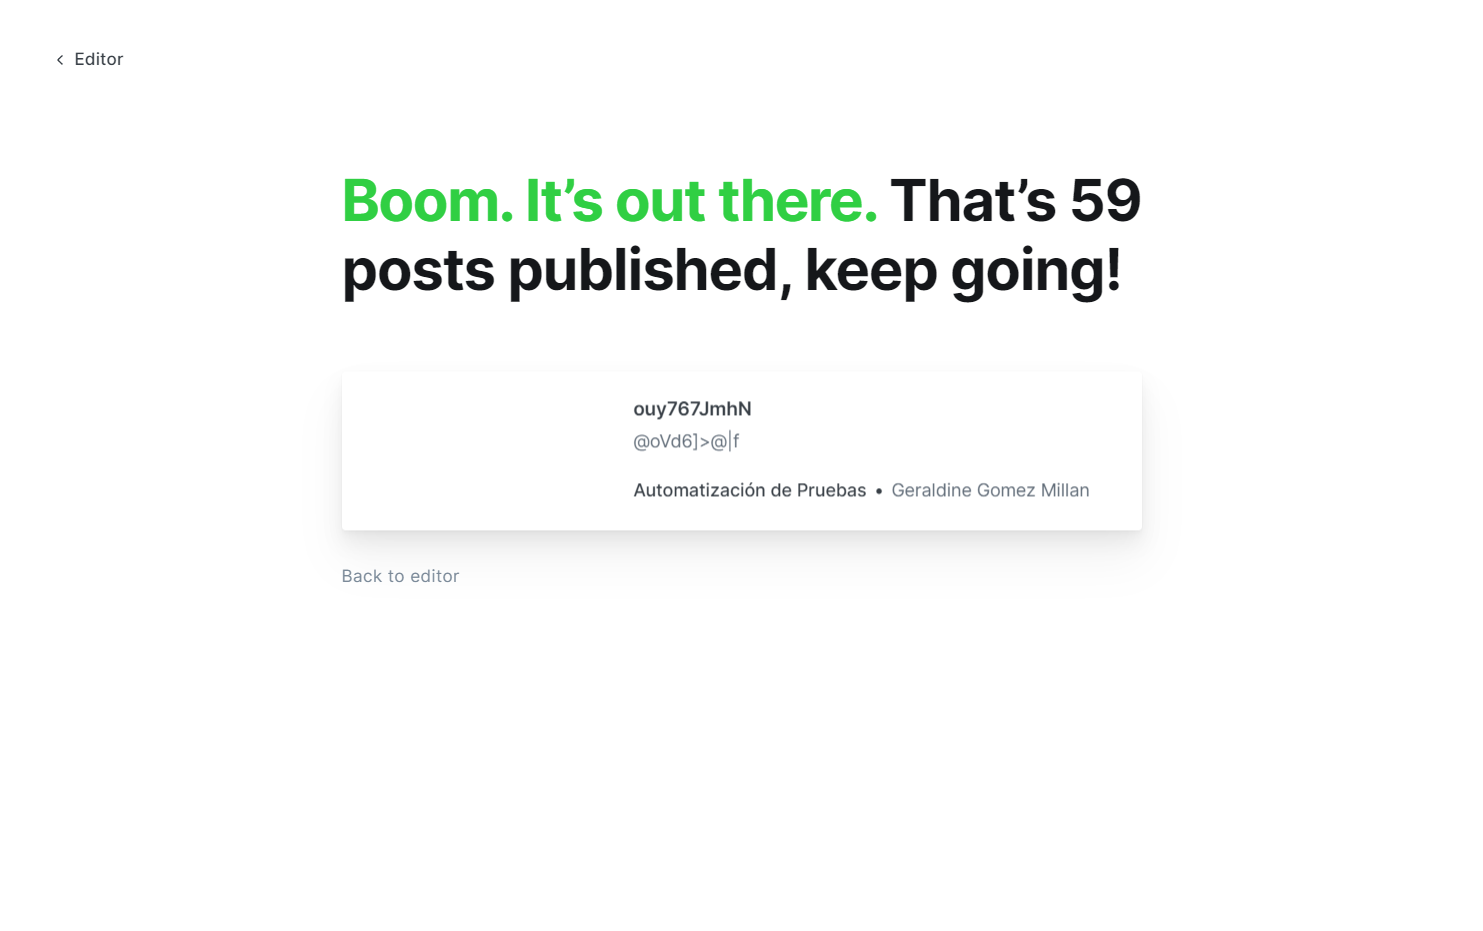 Editor
Boom. It’s out there. That’s 59
posts published, keep going!
ouy767JmhN
@oVd6]>@|f
Automatización de Pruebas • Geraldine Gomez Millan
Back to editor